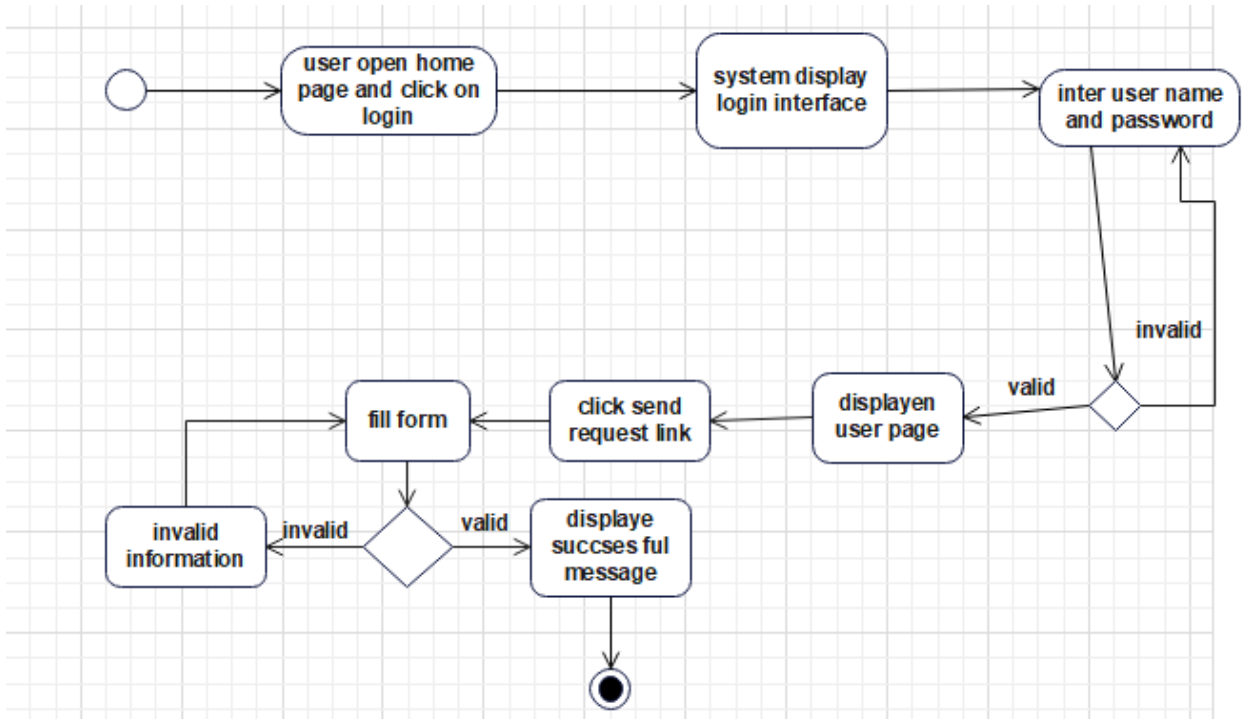 user open home
page and click on
login
system display
login interface
inter user name
and password
invalid
valid
displayen
user page
click send
request link
fill form
invalid
information
invalid
valid
displaye
succses ful
message